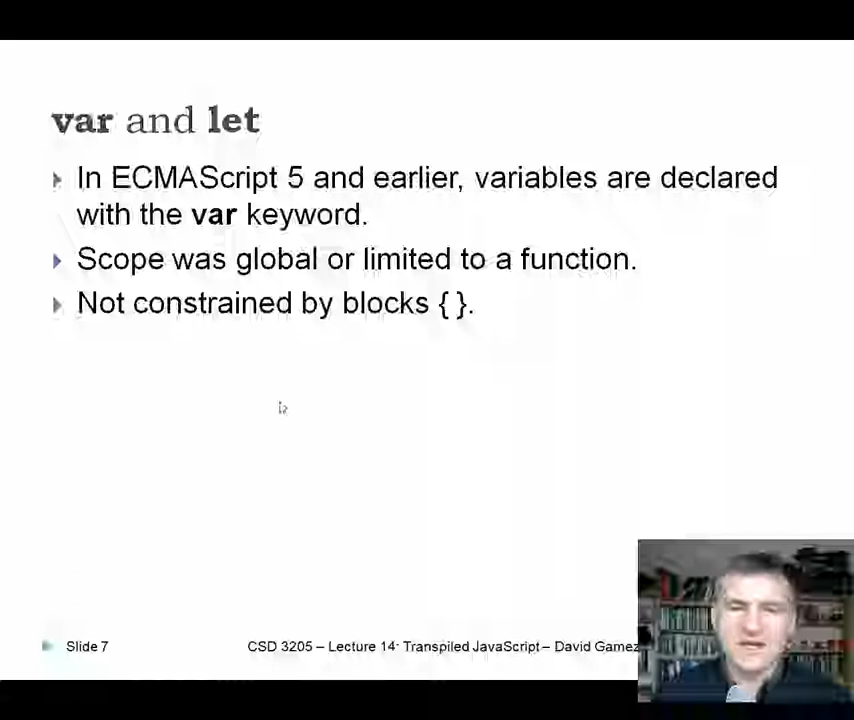 var and let
In ECMAScript 5 and earlier, variables are declared
with the var keyword.
Scope was global or limited to a function.
Not constrained by blocks { }.
Slide 7
CSD 3205 – Lecture 14: Transpiled JavaScript – David Gamez